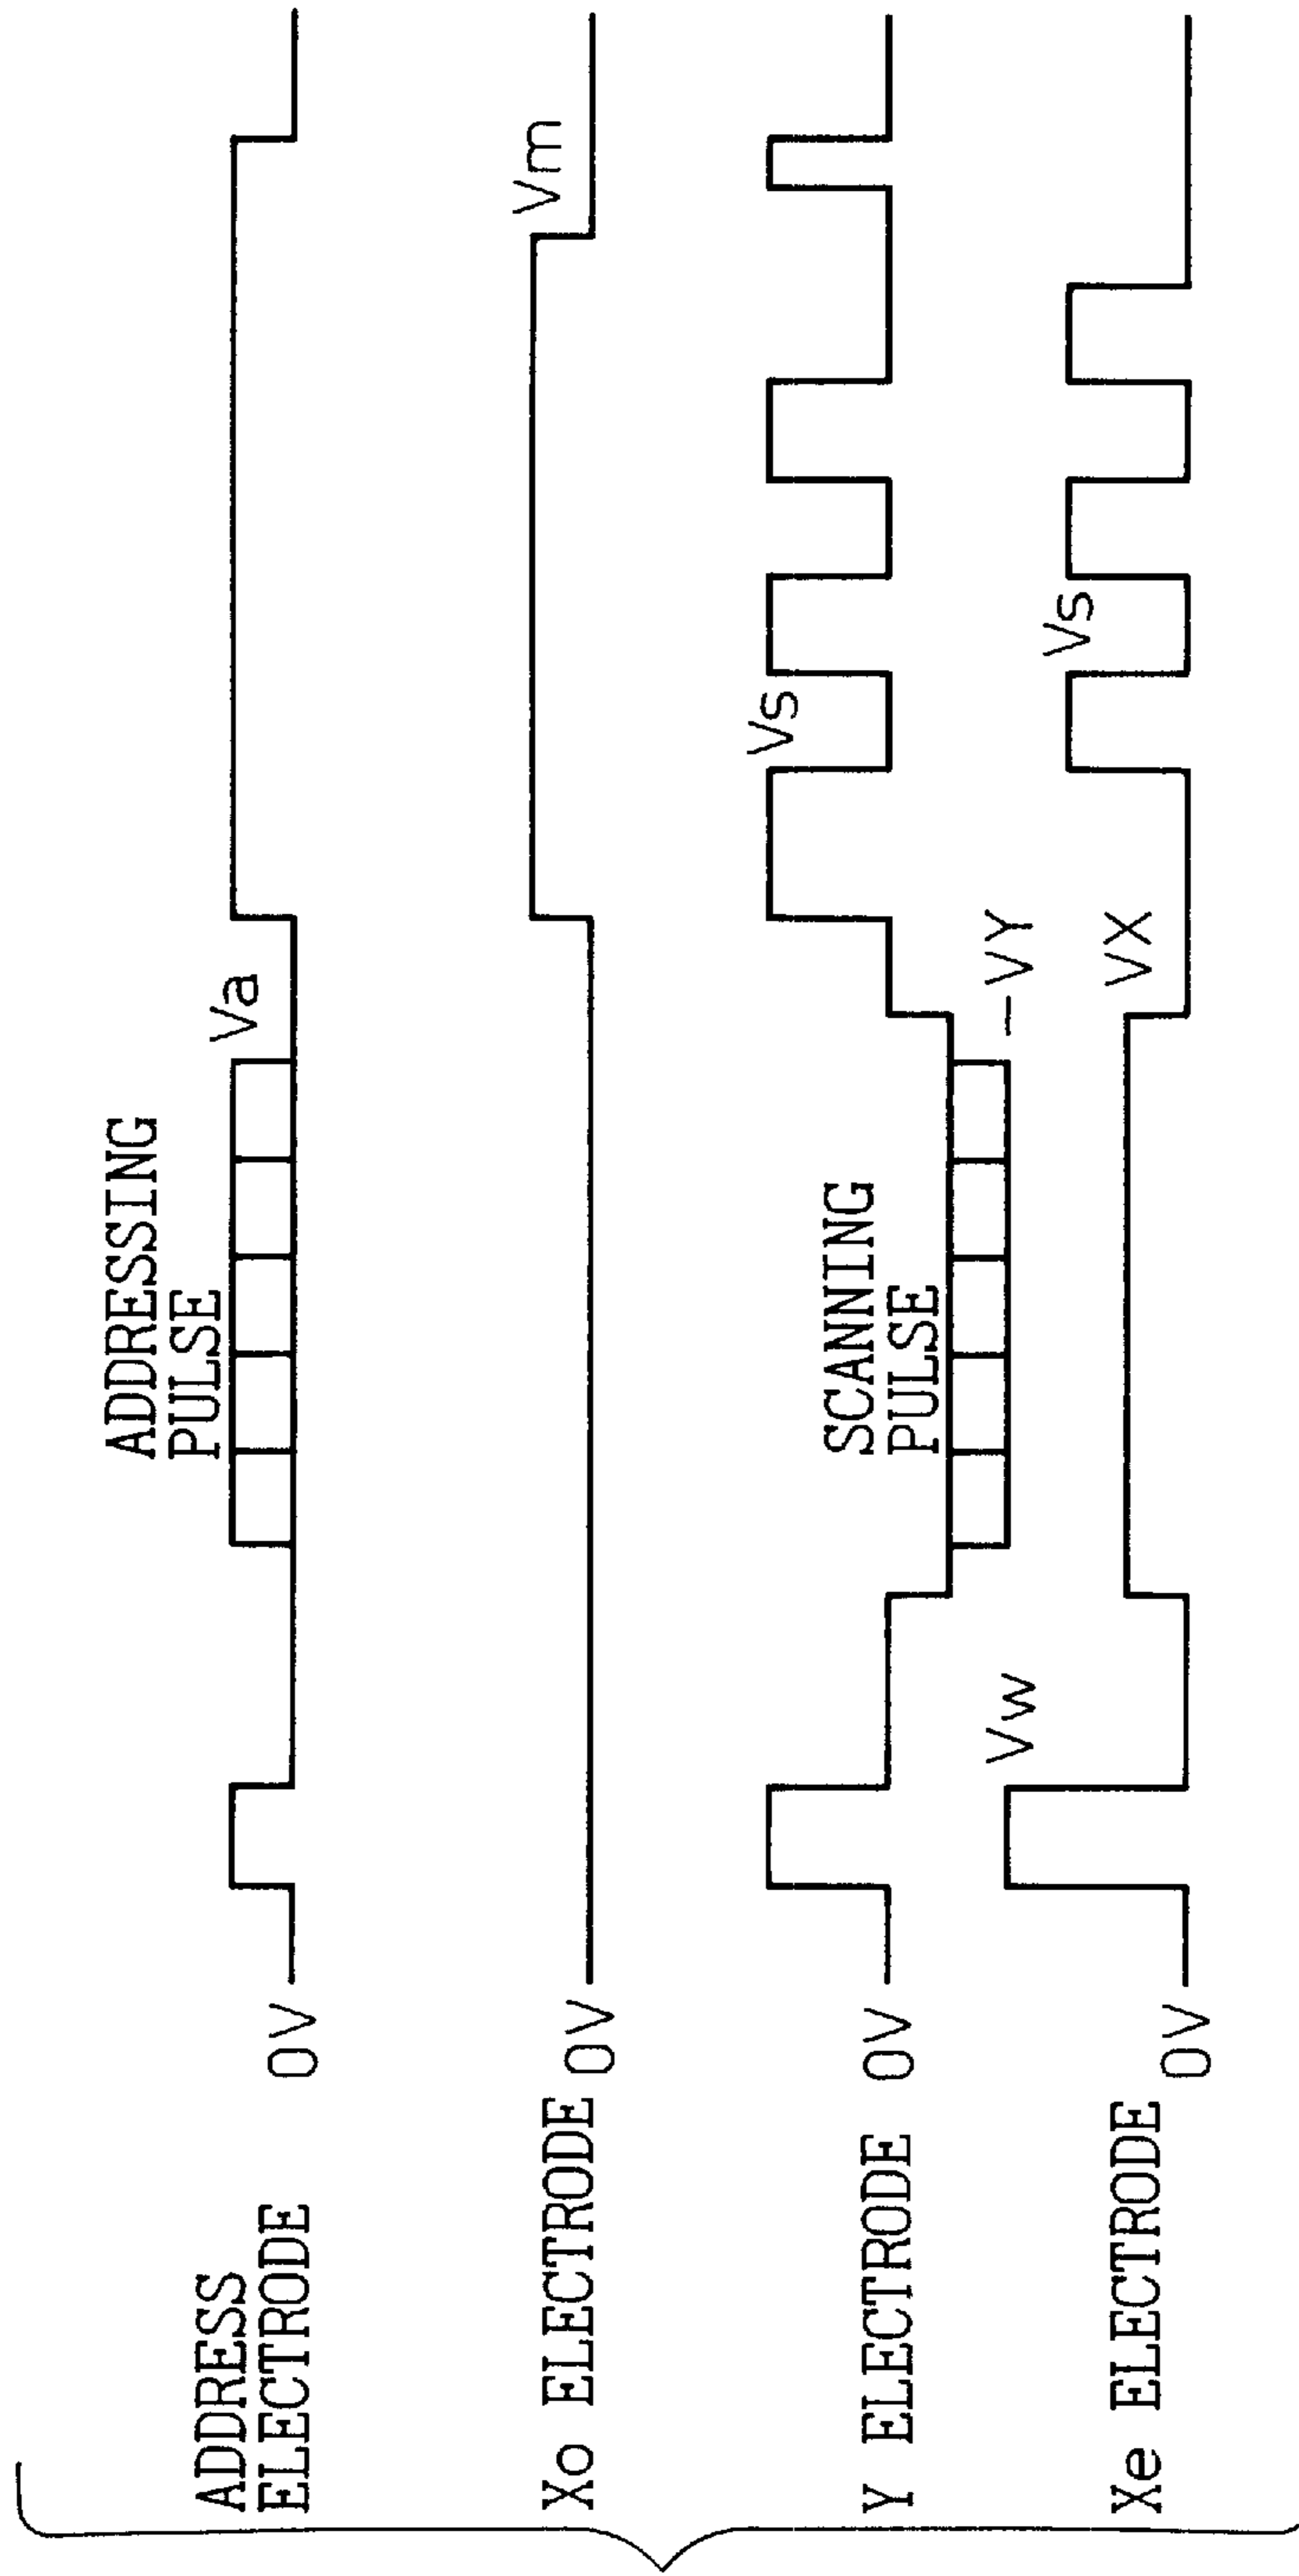 ADDRESS
ELECTRODE
0V
ADDRESSING
PULSE
Va
Xo ELECTRODE 0V
Vm
Y ELECTRODE 0V
SCANNING
PULSE
-VY
Vs
Xe ELECTRODE 0V
Vw
VX
Vs